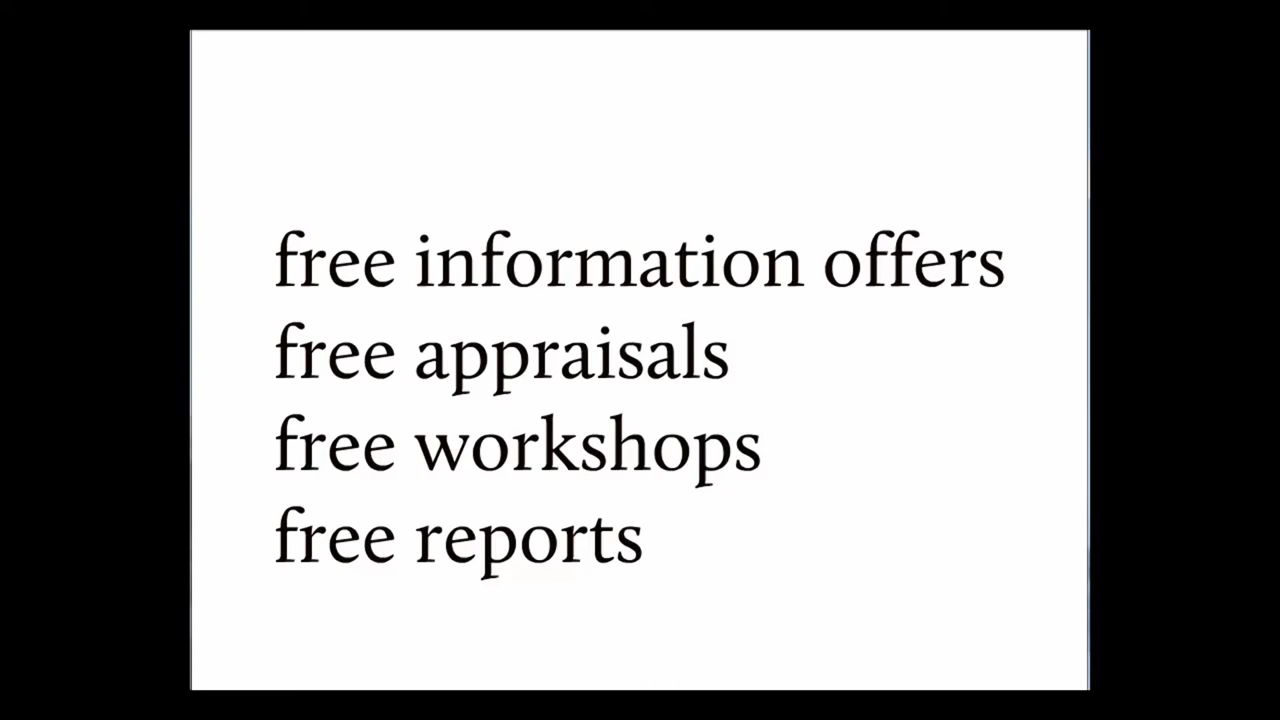 free information offers
free appraisals
free workshops
free reports